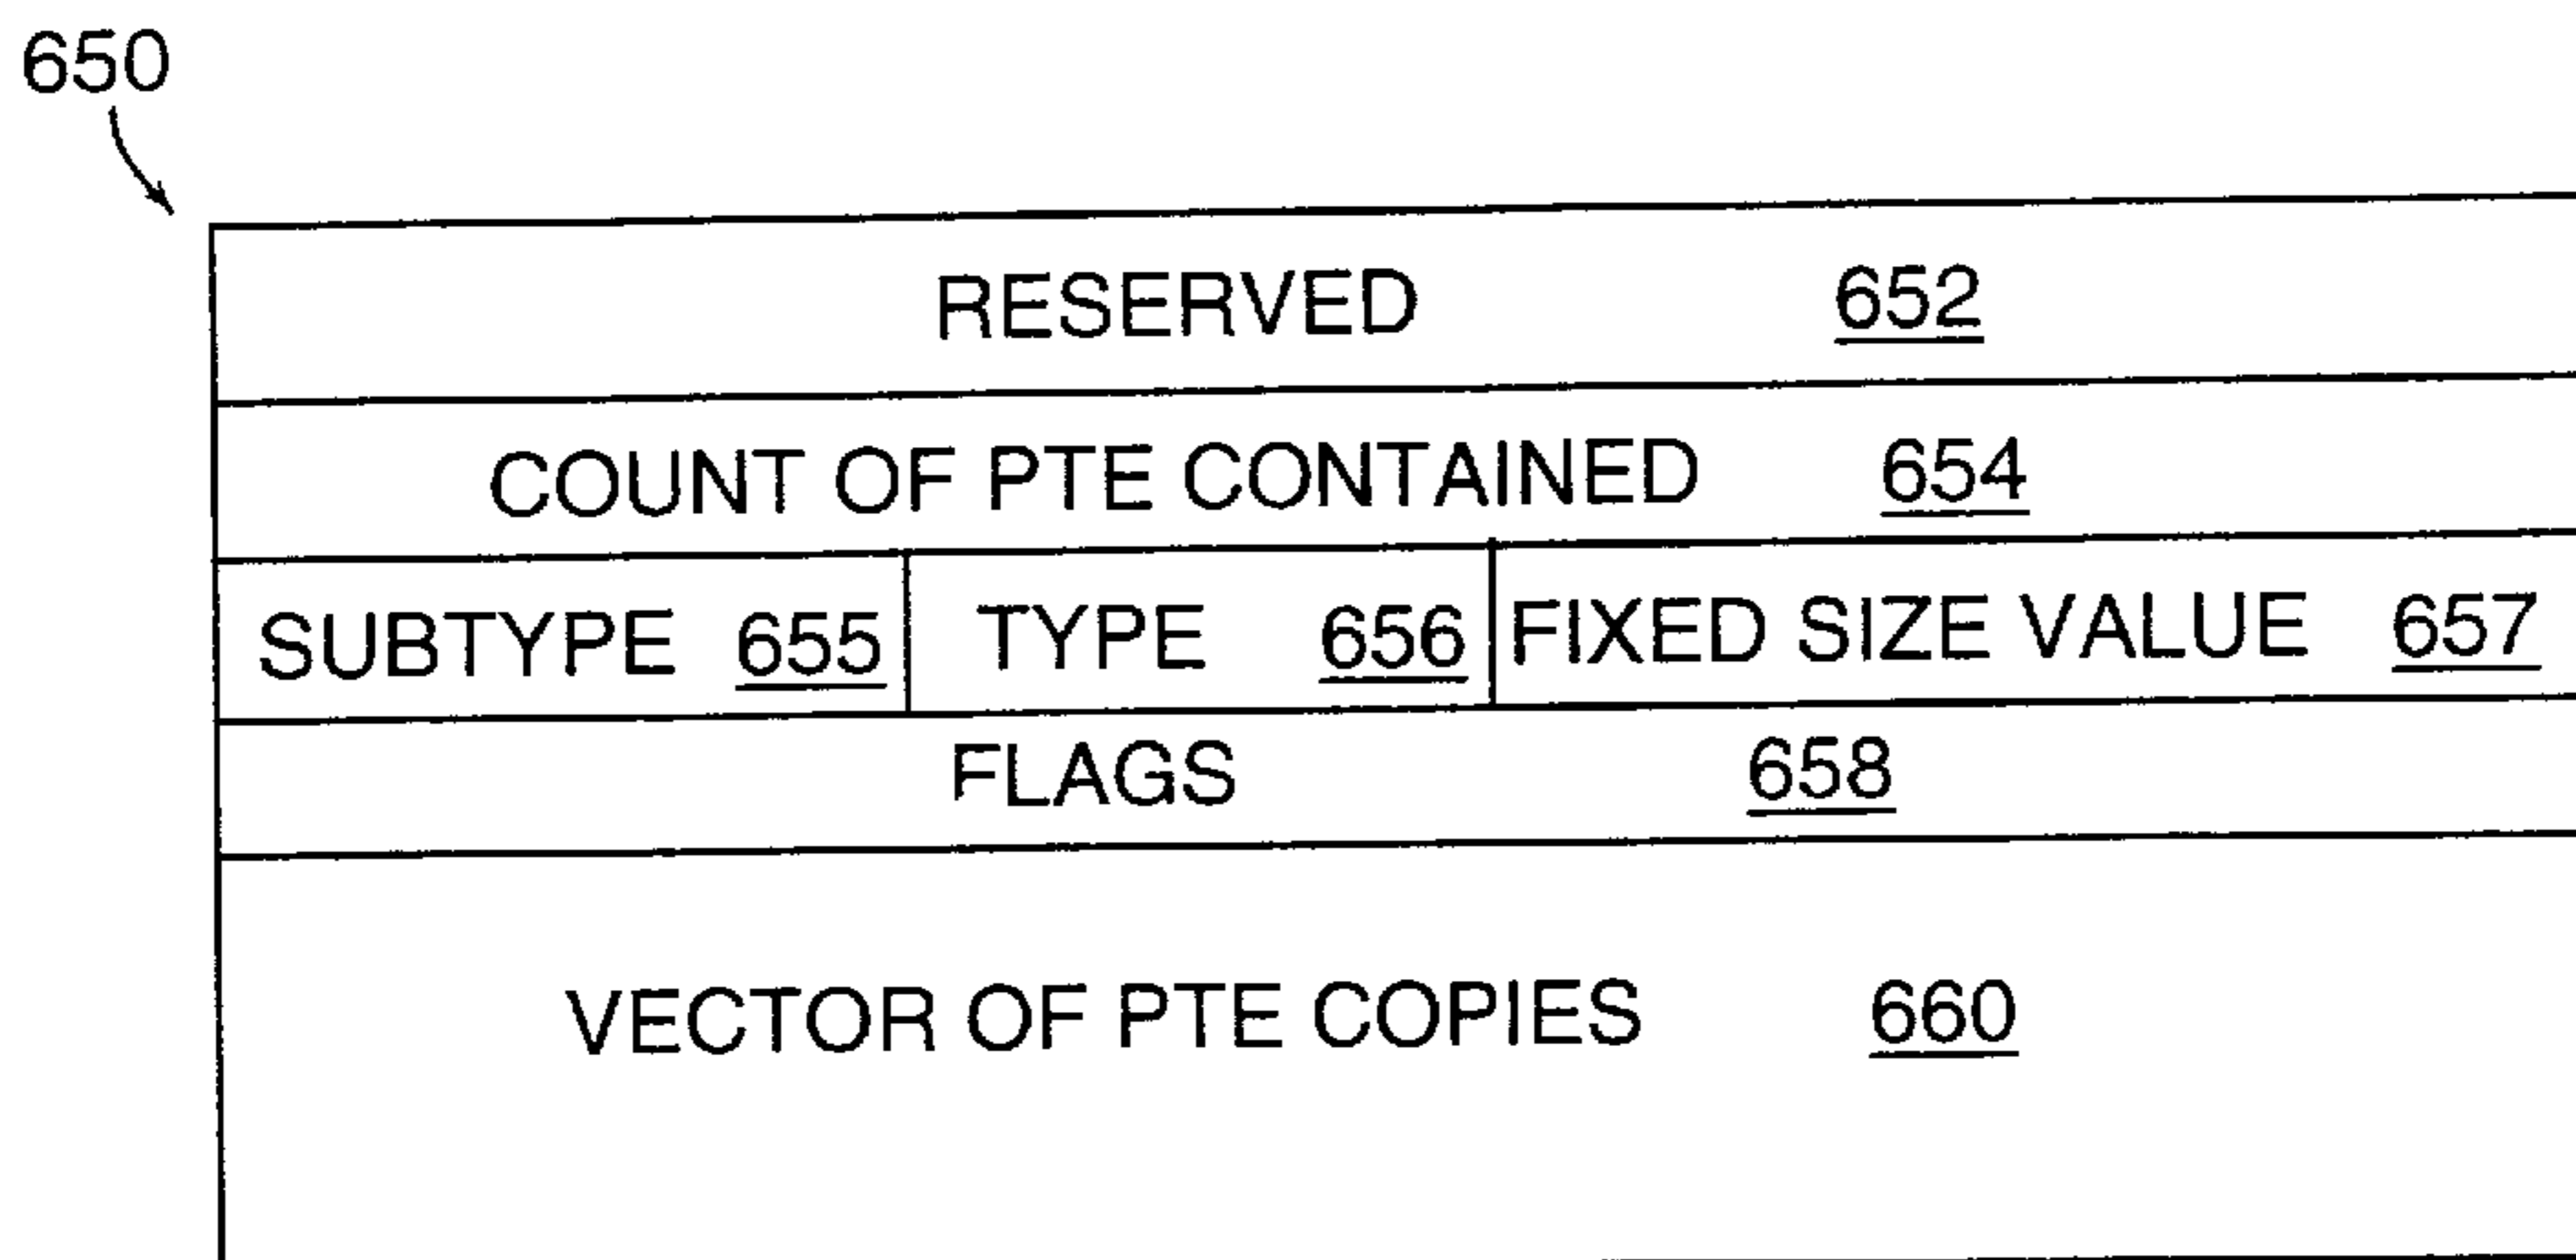 650
RESERVED 652
COUNT OF PTE CONTAINED 654
SUBTYPE 655 TYPE 656 FIXED SIZE VALUE 657
FLAGS 658
VECTOR OF PTE COPIES 660